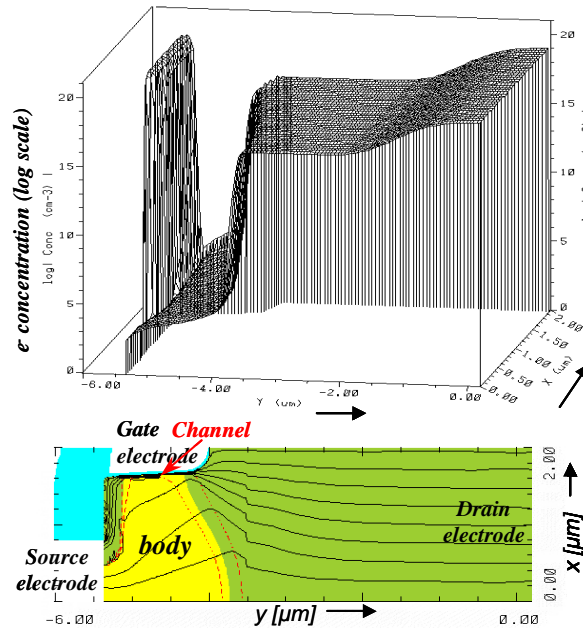 20
15
10
5
0
e- concentration (log scale)
log| Conc (cm-3) |
-6.00
-4.00
-2.00
0.00
Y (um)
20
15
10
5
0
2.00
1.50
1.00
0.50
0.00
X (um)
Gate
electrode
Channel
body
Drain
electrode
Source
electrode
2.00
0.00
x [µm]
-6.00
y [µm]
0.00